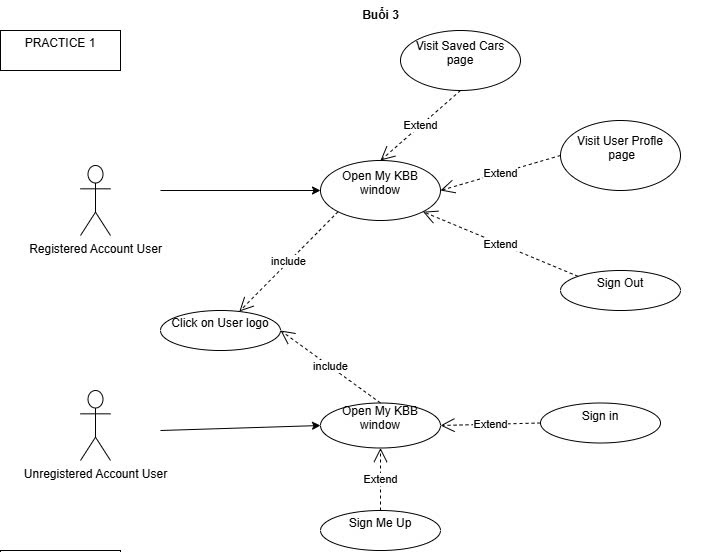 Buổi 3
PRACTICE 1
Visit Saved Cars
page
Extend
Visit User Profle
page
Extend
Open My KBB
window
Registered Account User
Extend
include
Sign Out
Click on User logo
include
Open My KBB
window
Extend
Sign in
Unregistered Account User
Extend
Sign Me Up